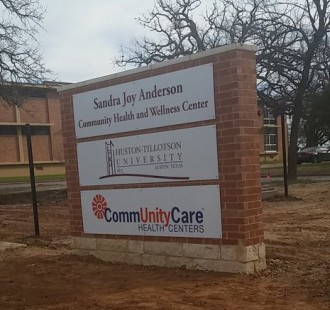 Sandra Joy Anderson
Community Health and Wellness Center
HUSTON-TILLOTSON
UNIVERSITY
AUSTIN, TEXAS
CommUnityCare
HEALTH CENTERS